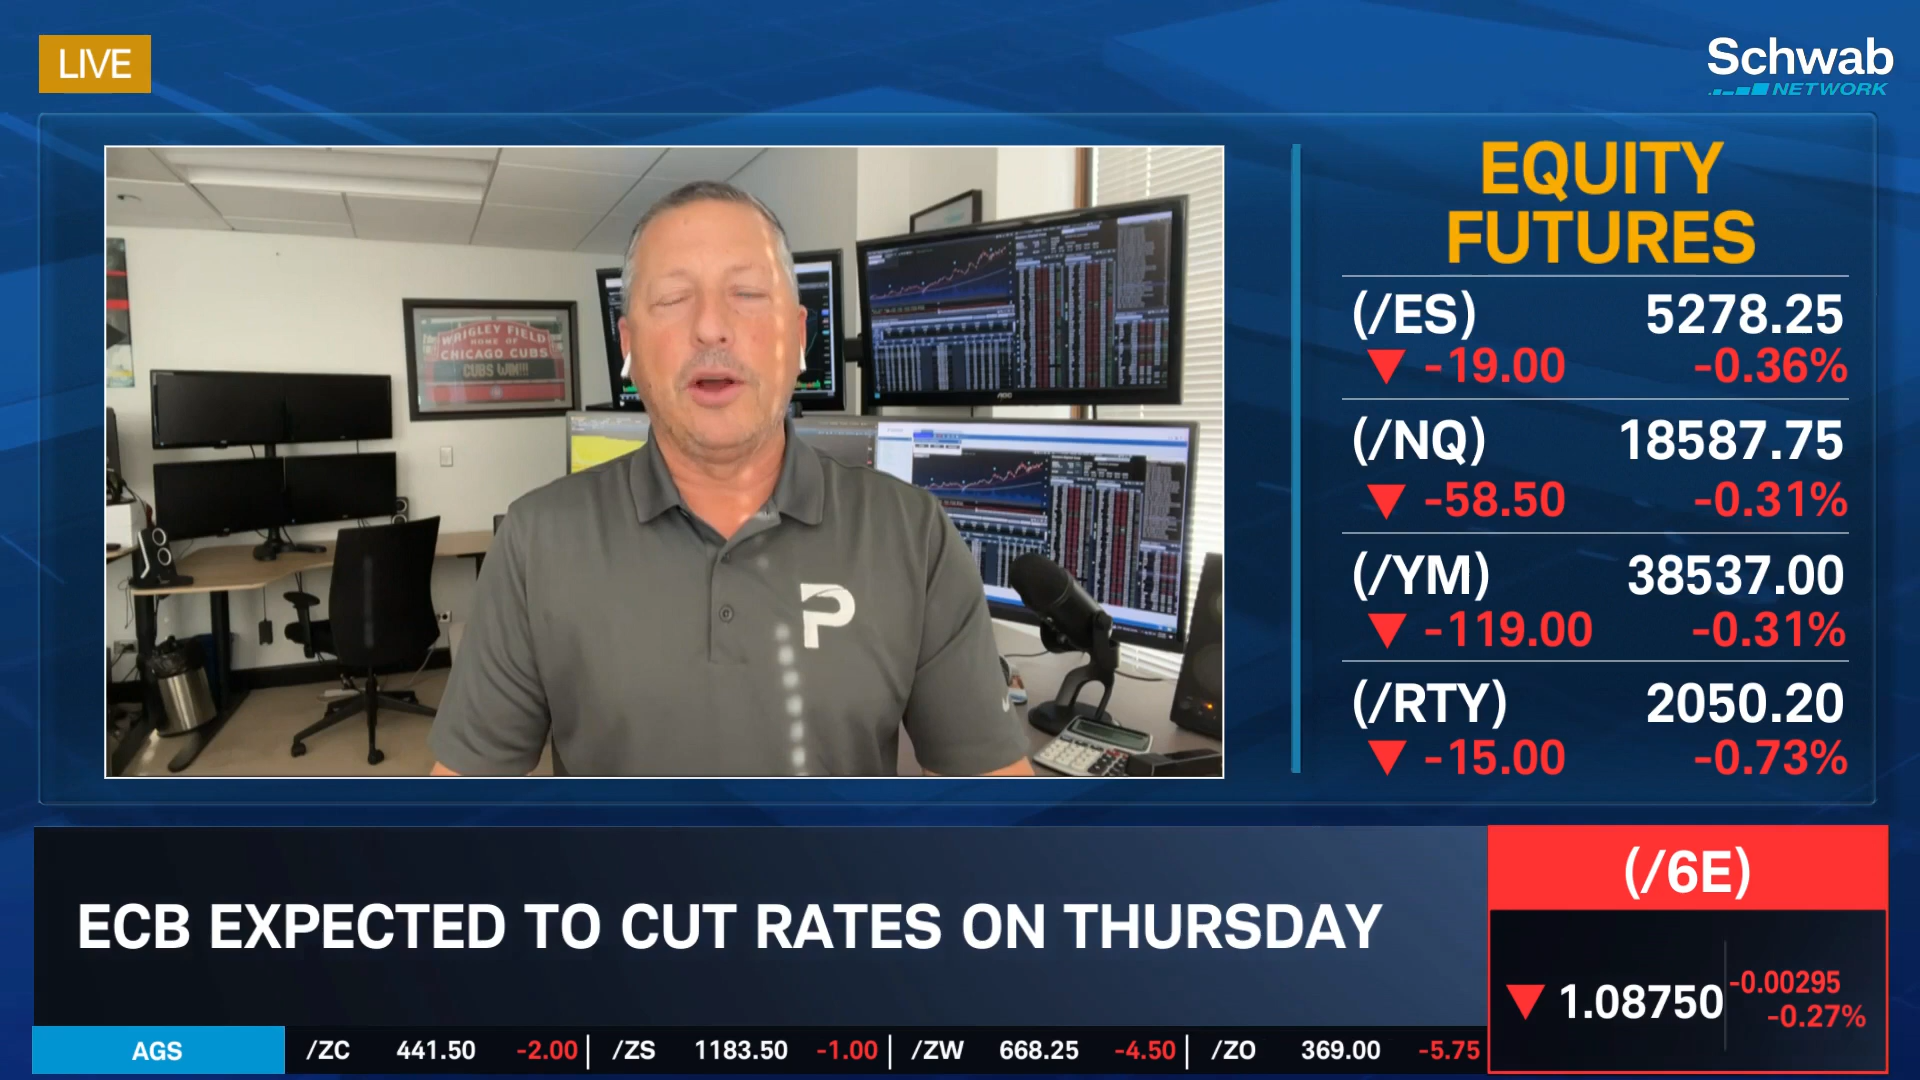 LIVE
Schwab
NETWORK
WRIGLEY FIELD
HOME OF
CHICAGO CUBS
CUBS WIN!!!
P
EQUITY
FUTURES
(/ES) 5278.25
▼ -19.00 -0.36%
(/NQ) 18587.75
▼ -58.50 -0.31%
(/YM) 38537.00
▼ -119.00 -0.31%
(/RTY) 2050.20
▼ -15.00 -0.73%
ECB EXPECTED TO CUT RATES ON THURSDAY
(/6E)
▼ 1.08750 -0.00295
-0.27%
AGS /ZC 441.50 -2.00 /ZS 1183.50 -1.00 /ZW 668.25 -4.50 /ZO 369.00 -5.75